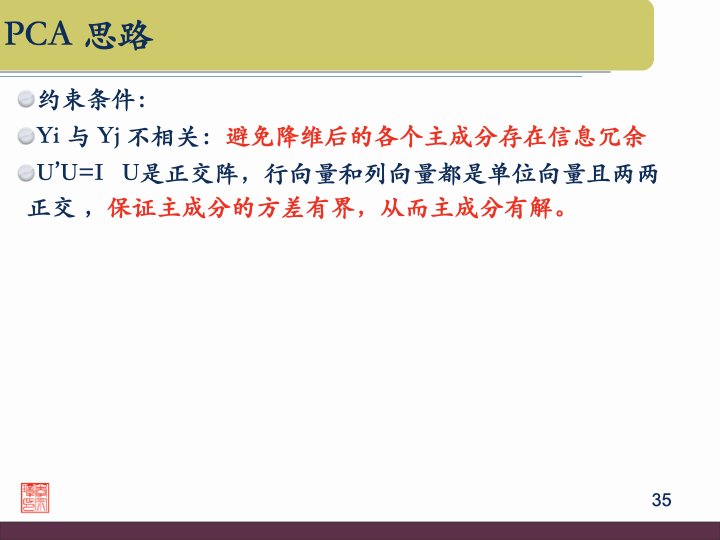 PCA 思路
约束条件：
Yi 与 Yj 不相关：避免降维后的各个主成分存在信息冗余
U’U=I U是正交阵，行向量和列向量都是单位向量且两两
正交 ，保证主成分的方差有界，从而主成分有解。
35